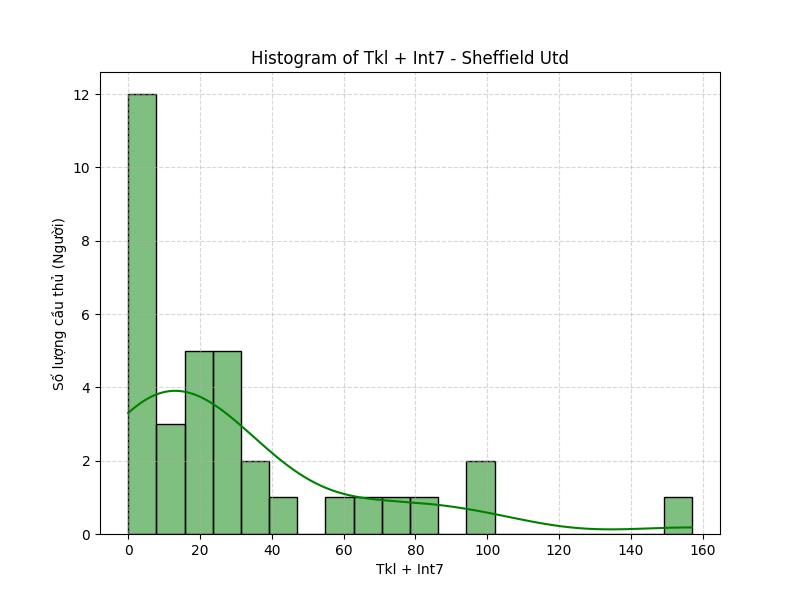 Histogram of Tkl + Int7 - Sheffield Utd
Số lượng cầu thủ (Người)
12
10
8
6
4
2
0
0 20 40 60 80 100 120 140 160
Tkl + Int7